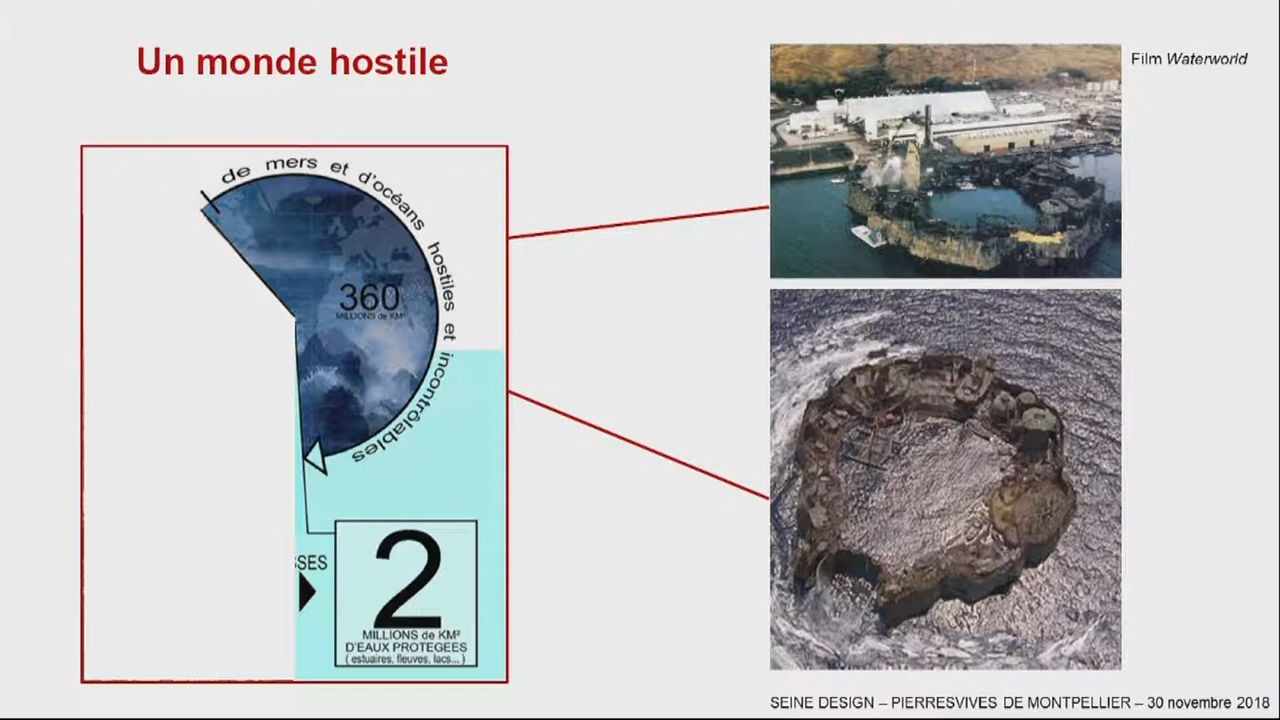 Un monde hostile
Film Waterworld
de mers et d'océans hostiles et incontrôlables
360
MILLIONS de KM²
SSES
2
MILLIONS de KM²
D'EAUX PROTEGEES
( estuaires, fleuves, lacs... )
SEINE DESIGN – PIERRESVIVES DE MONTPELLIER – 30 novembre 2018